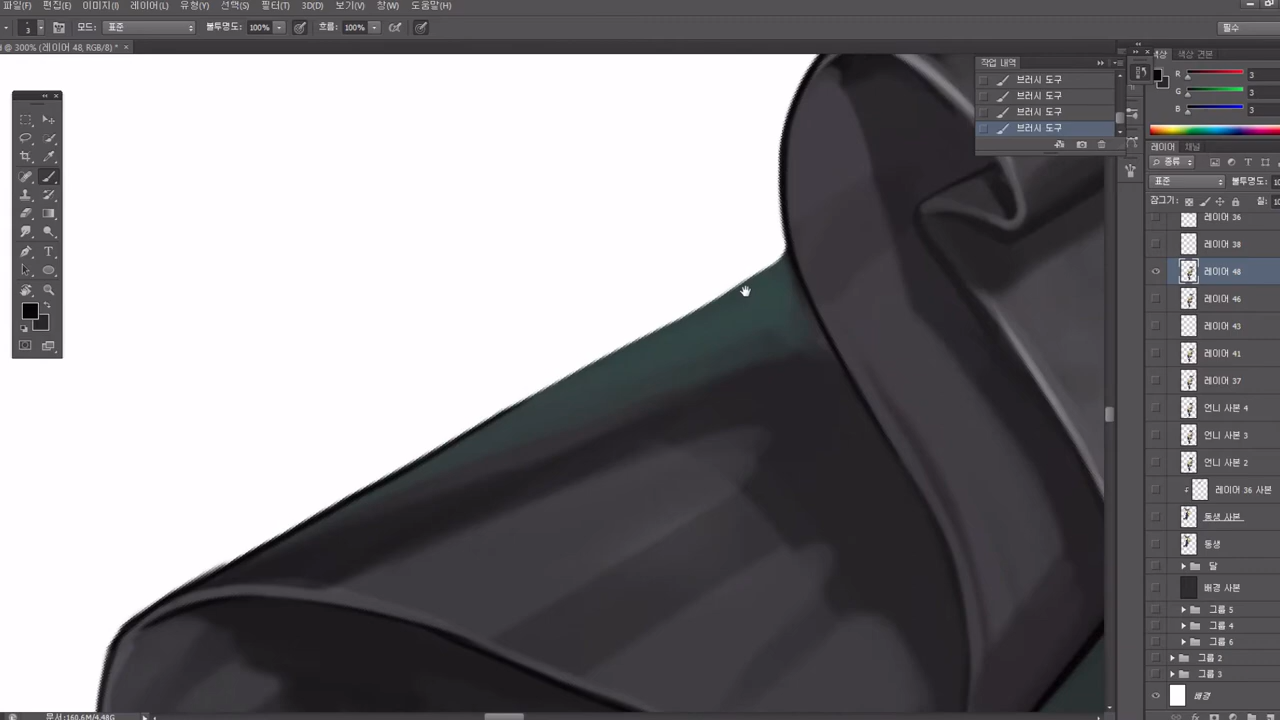 파일(F) 편집(E) 이미지(I) 레이어(L) 유형(Y) 선택(S) 필터(T) 3D(D) 보기(V) 창(W) 도움말(H)
3 모드: 표준 불투명도: 100% 흐름: 100% 필수
@ 300% (레이어 48, RGB/8) * ×
작업 내역
브러시 도구
브러시 도구
브러시 도구
브러시 도구
색상 색상 견본
R 3
G 3
B 3
레이어 채널
종류
표준 불투명도: 10
잠그기: 칠: 10
레이어 36
레이어 38
레이어 48
레이어 46
레이어 43
레이어 41
레이어 37
언니 사본 4
언니 사본 3
언니 사본 2
레이어 36 사본
동생 사본
동생
달
배경 사본
그룹 5
그룹 4
그룹 6
그룹 2
그룹 3
배경
문서:160.6M/4.48G